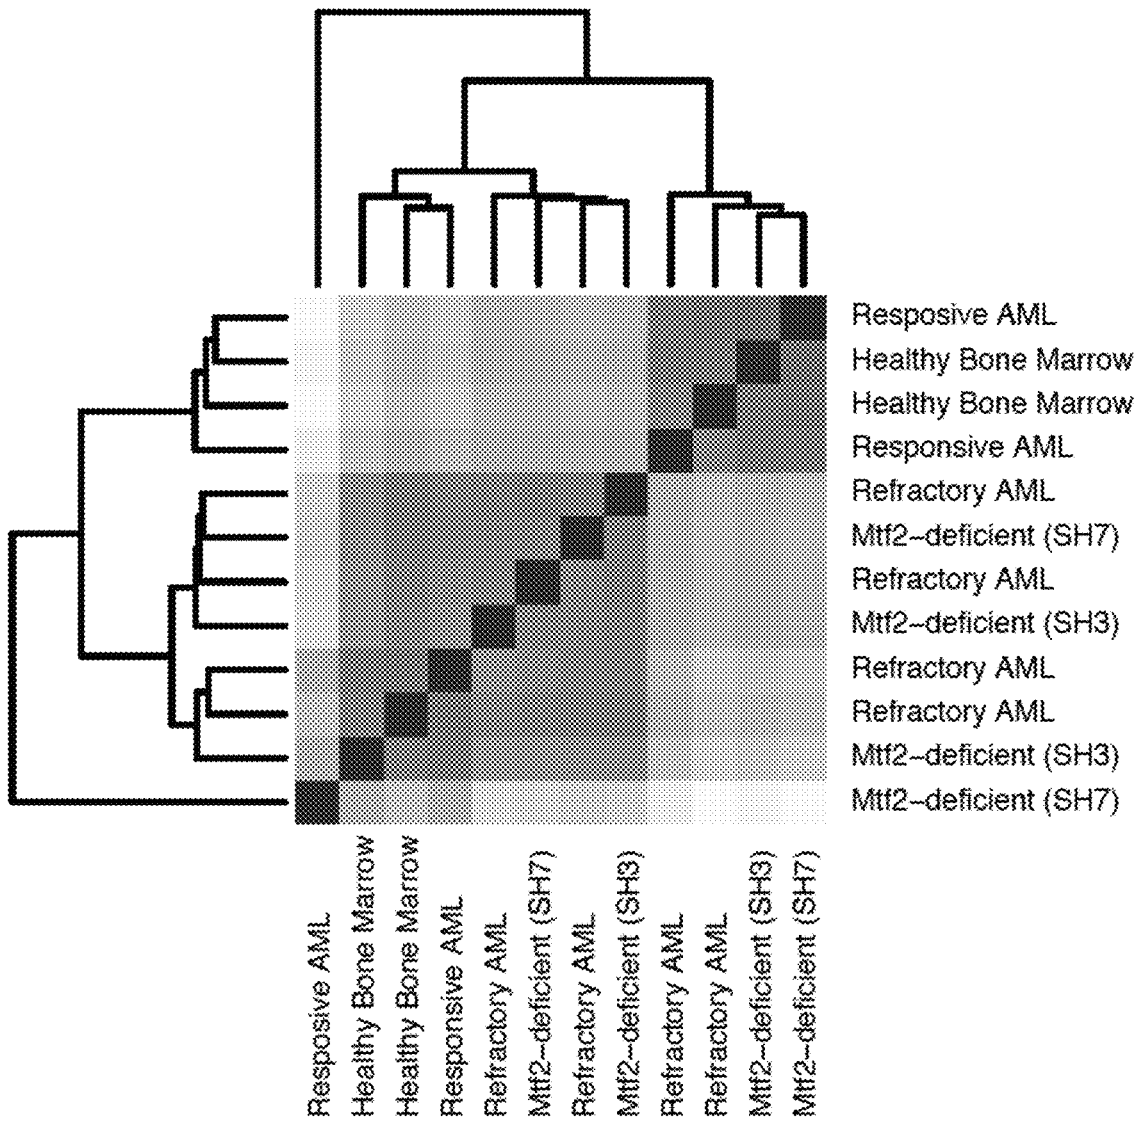 Resposive AML
Healthy Bone Marrow
Healthy Bone Marrow
Responsive AML
Refractory AML
Mtf2-deficient (SH7)
Refractory AML
Mtf2-deficient (SH3)
Refractory AML
Refractory AML
Mtf2-deficient (SH3)
Mtf2-deficient (SH7)
Resposive AML
Healthy Bone Marrow
Healthy Bone Marrow
Responsive AML
Refractory AML
Mtf2-deficient (SH7)
Refractory AML
Mtf2-deficient (SH3)
Refractory AML
Refractory AML
Mtf2-deficient (SH3)
Mtf2-deficient (SH7)